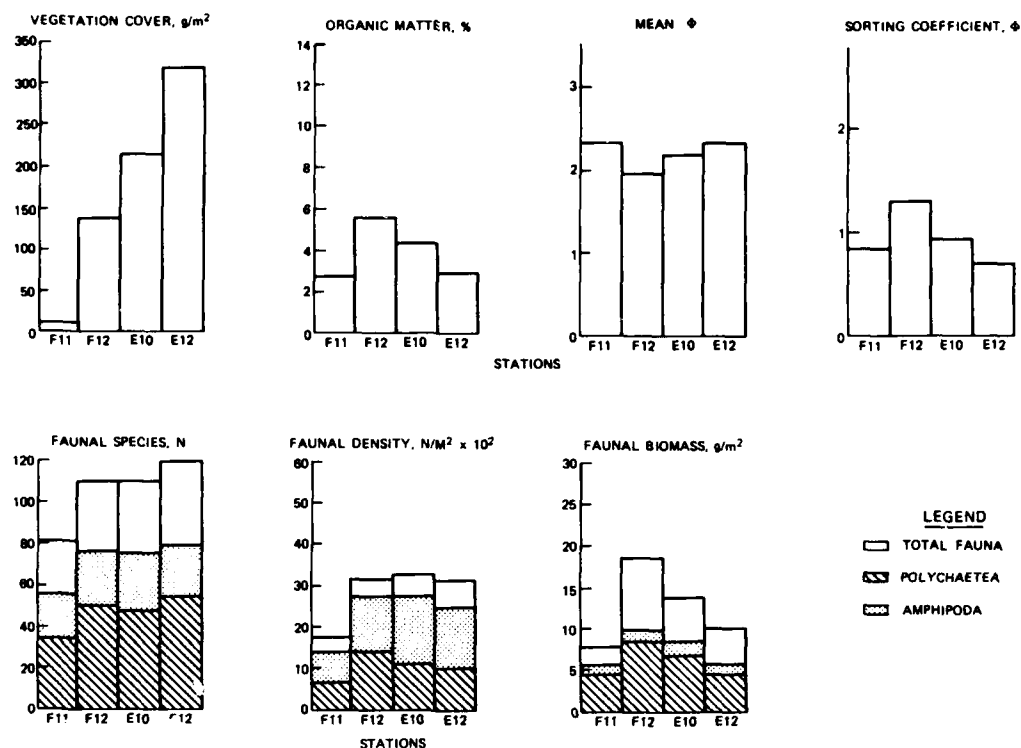 VEGETATION COVER, g/m²
350
300
250
200
150
100
50
0
F11 F12 E10 E12
ORGANIC MATTER, %
14
12
10
8
6
4
2
F11 F12 E10 E12
MEAN Φ
3
2
1
0
F11 F12 E10 E12
SORTING COEFFICIENT, Φ
2
1
0
F11 F12 E10 E12
STATIONS
FAUNAL SPECIES, N
120
100
80
60
40
20
0
F11 F12 E10
FAUNAL DENSITY, N/M² x 10²
60
50
40
30
20
10
0
F11 F12 E10 E12
STATIONS
FAUNAL BIOMASS, g/m²
30
25
20
15
10
5
0
F11 F12 E10 E12
LEGEND
TOTAL FAUNA
POLYCHAETEA
AMPHIPODA